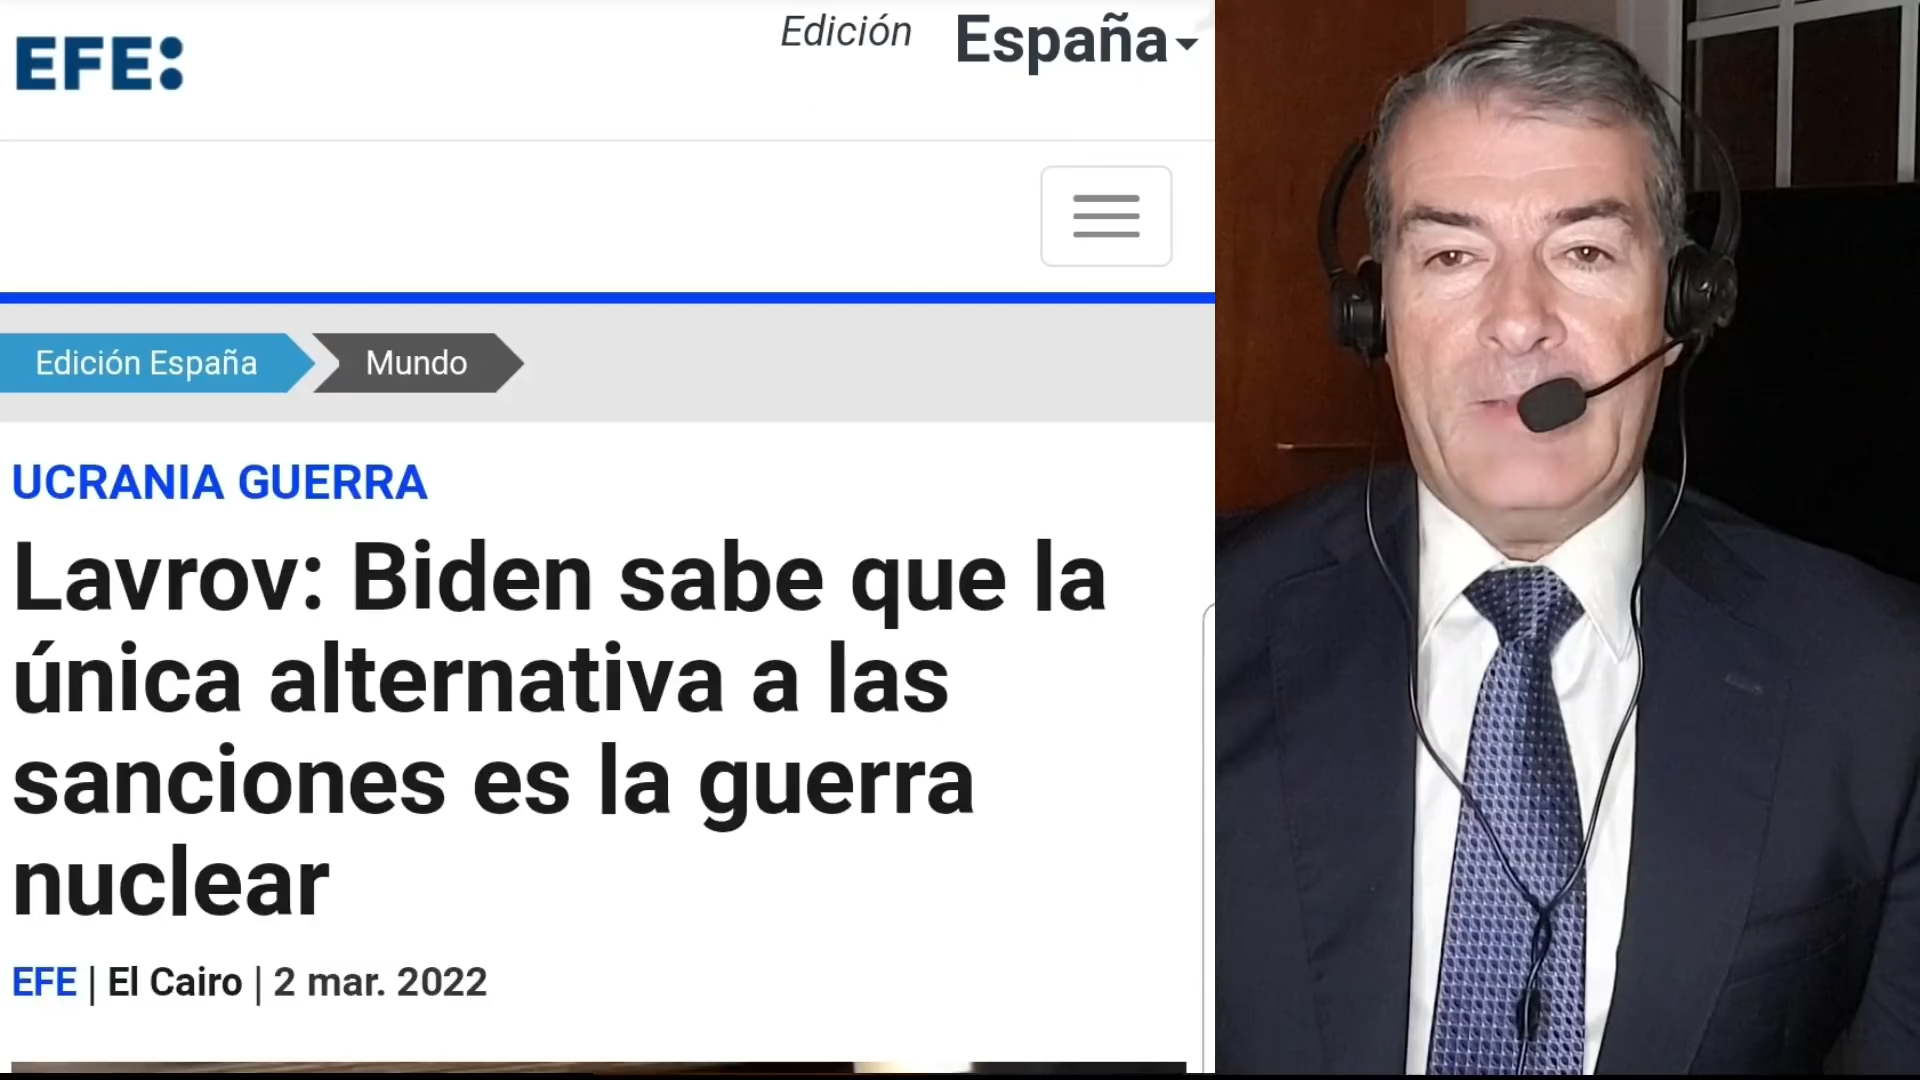 EFE:
Edición España
Edición España
Mundo
UCRANIA GUERRA
Lavrov: Biden sabe que la
única alternativa a las
sanciones es la guerra
nuclear
EFE | El Cairo | 2 mar. 2022